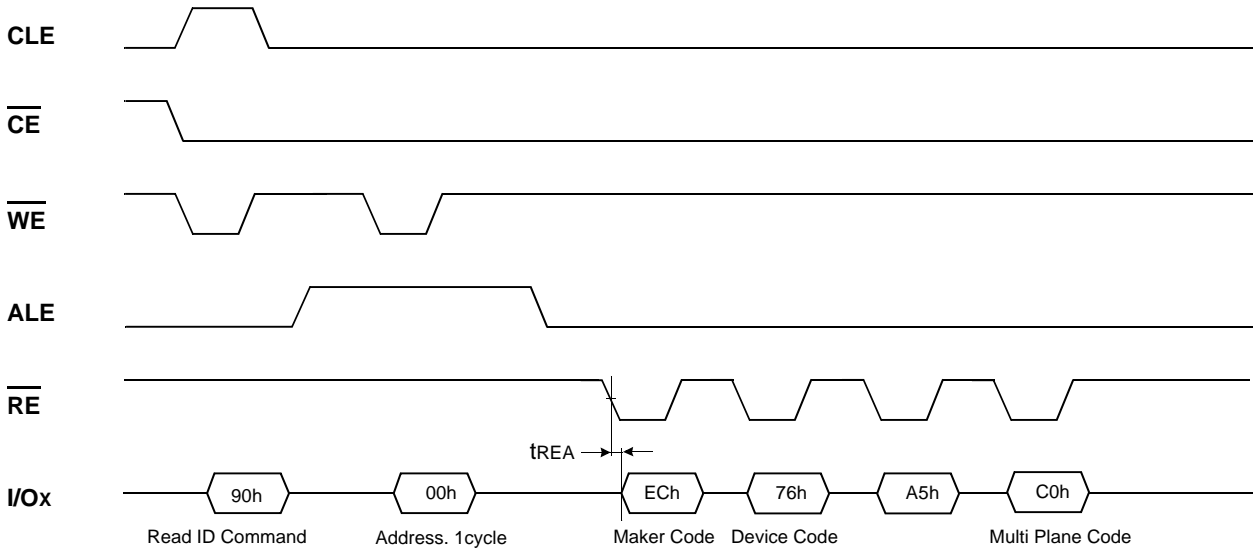 CLE
CE
WE
ALE
RE
tREA
I/Ox
90h
00h
ECh
76h
A5h
C0h
Read ID Command
Address. 1cycle
Maker Code
Device Code
Multi Plane Code